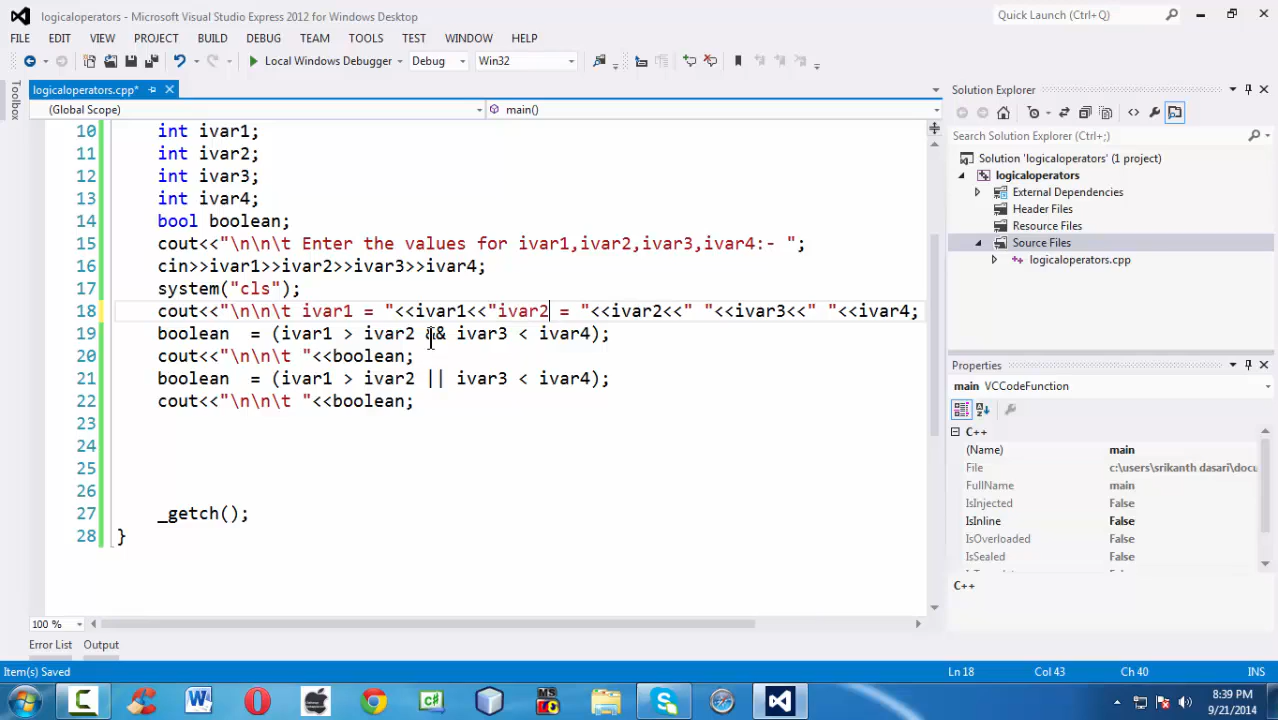 logicaloperators - Microsoft Visual Studio Express 2012 for Windows Desktop
Quick Launch (Ctrl+Q)
FILE EDIT VIEW PROJECT BUILD DEBUG TEAM TOOLS TEST WINDOW HELP
Local Windows Debugger Debug Win32
Toolbox
logicaloperators.cpp*
(Global Scope) main()
10 int ivar1;
11 int ivar2;
12 int ivar3;
13 int ivar4;
14 bool boolean;
15 cout<<"\n\n\t Enter the values for ivar1,ivar2,ivar3,ivar4:- ";
16 cin>>ivar1>>ivar2>>ivar3>>ivar4;
17 system("cls");
18 cout<<"\n\n\t ivar1 = "<<ivar1<<"ivar2 = "<<ivar2<<" "<<ivar3<<" "<<ivar4;
19 boolean  = (ivar1 > ivar2 && ivar3 < ivar4);
20 cout<<"\n\n\t "<<boolean;
21 boolean  = (ivar1 > ivar2 || ivar3 < ivar4);
22 cout<<"\n\n\t "<<boolean;
23
24
25
26
27 _getch();
28 }
100 %
Error List Output
Solution Explorer
Search Solution Explorer (Ctrl+;)
Solution 'logicaloperators' (1 project)
logicaloperators
External Dependencies
Header Files
Resource Files
Source Files
logicaloperators.cpp
Properties
main VCCodeFunction
C++
(Name) main
File c:\users\srikanth dasari\docu
FullName main
IsInjected False
IsInline False
IsOverloaded False
IsSealed False
C++
Item(s) Saved Ln 18 Col 43 Ch 40 INS
8:39 PM
9/21/2014